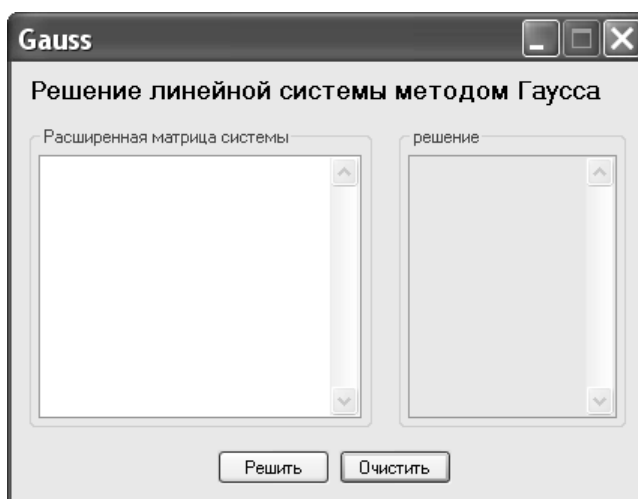 Gauss
Решение линейной системы методом Гаусса
Расширенная матрица системы
решение
Решить
Очистить